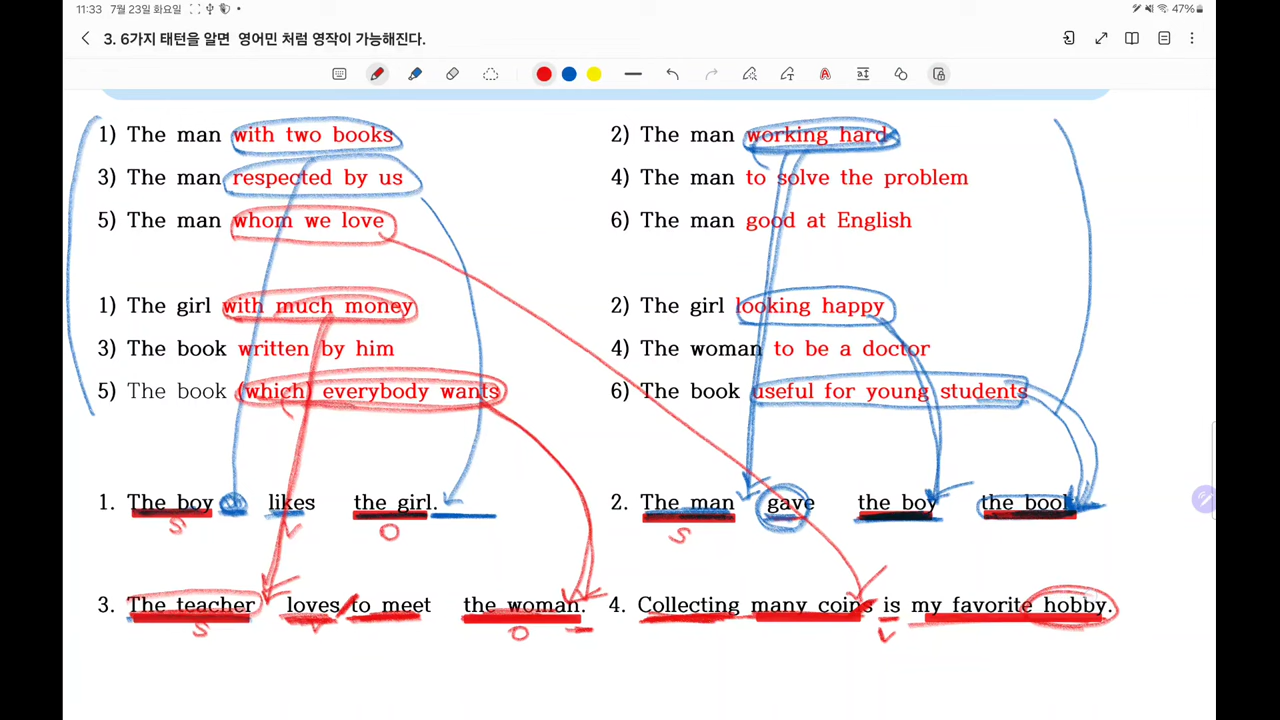 11:33 7월 23일 화요일 47%
3. 6가지 태턴을 알면 영어민 처럼 영작이 가능해진다.
1) The man with two books 2) The man working hard
3) The man respected by us 4) The man to solve the problem
5) The man whom we love 6) The man good at English
1) The girl with much money 2) The girl looking happy
3) The book written by him 4) The woman to be a doctor
5) The book (which) everybody wants 6) The book useful for young students
1. The boy likes the girl. 2. The man gave the boy the book
S V O S
3. The teacher loves to meet the woman. 4. Collecting many coins is my favorite hobby.
S V O V